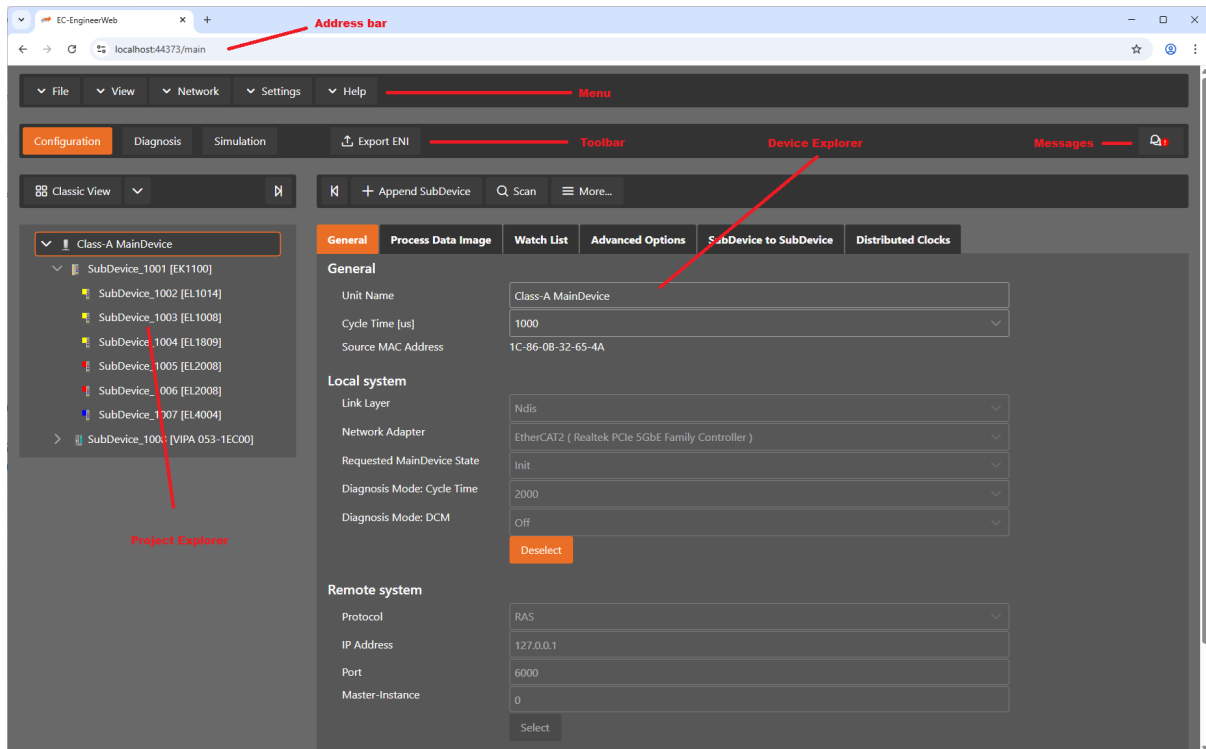 EC-EngineerWeb
Address bar
localhost:44373/main
File View Network Settings Help Menu
Configuration Diagnosis Simulation Export ENI Toolbar Device Explorer Messages
Classic View Append SubDevice Scan More...
Class-A MainDevice
SubDevice_1001 [EK1100]
SubDevice_1002 [EL1014]
SubDevice_1003 [EL1008]
SubDevice_1004 [EL1809]
SubDevice_1005 [EL2008]
SubDevice_1006 [EL2008]
SubDevice_1007 [EL4004]
SubDevice_1008 [VIPA 053-1EC00]
Project Explorer
General Process Data Image Watch List Advanced Options SubDevice to SubDevice Distributed Clocks
General
Unit Name Class-A MainDevice
Cycle Time [us] 1000
Source MAC Address 1C-86-0B-32-65-4A
Local system
Link Layer Ndis
Network Adapter EtherCAT2 ( Realtek PCIe 5GbE Family Controller )
Requested MainDevice State Init
Diagnosis Mode: Cycle Time 2000
Diagnosis Mode: DCM Off
Deselect
Remote system
Protocol RAS
IP Address 127.0.0.1
Port 6000
Master-Instance 0
Select